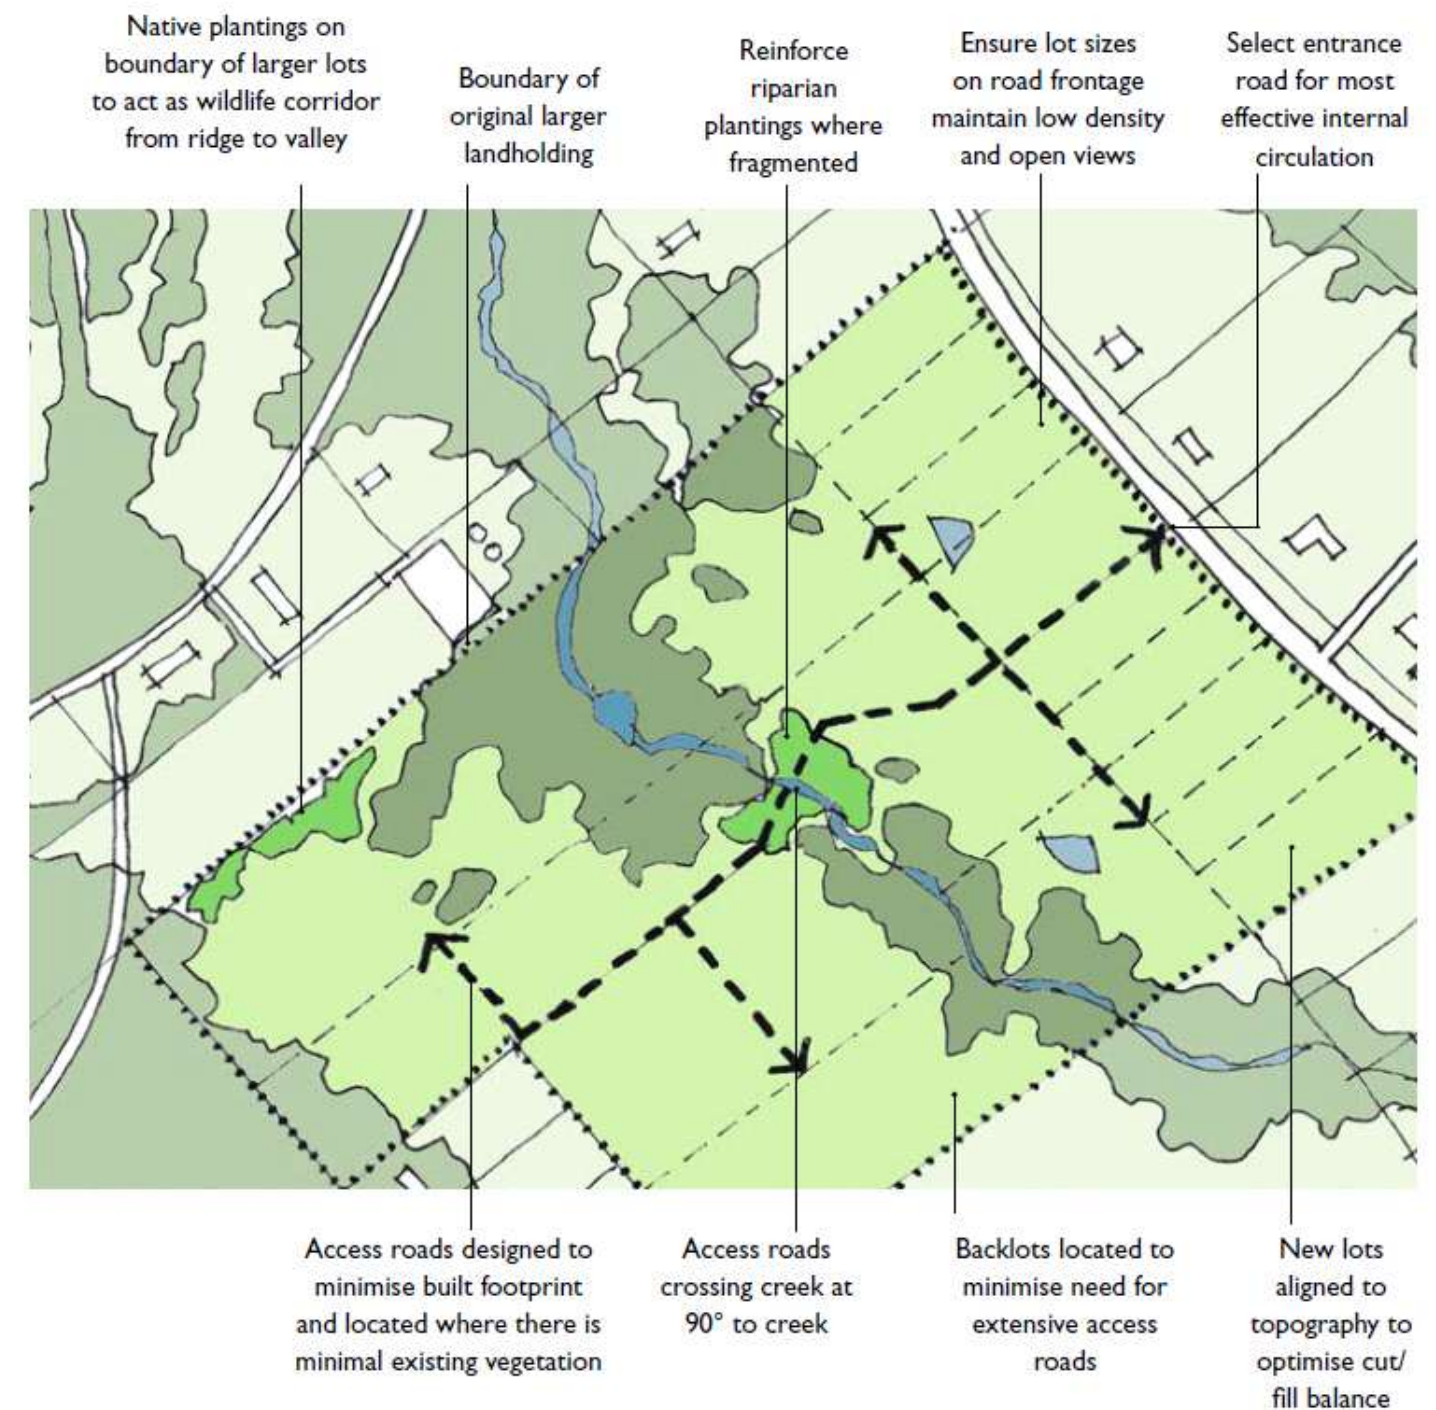 Native plantings on
boundary of larger lots
to act as wildlife corridor
from ridge to valley
Boundary of
original larger
landholding
Reinforce
riparian
plantings where
fragmented
Ensure lot sizes
on road frontage
maintain low density
and open views
Select entrance
road for most
effective internal
circulation
Access roads designed to
minimise built footprint
and located where there is
minimal existing vegetation
Access roads
crossing creek at
90° to creek
Backlots located to
minimise need for
extensive access
roads
New lots
aligned to
topography to
optimise cut/
fill balance